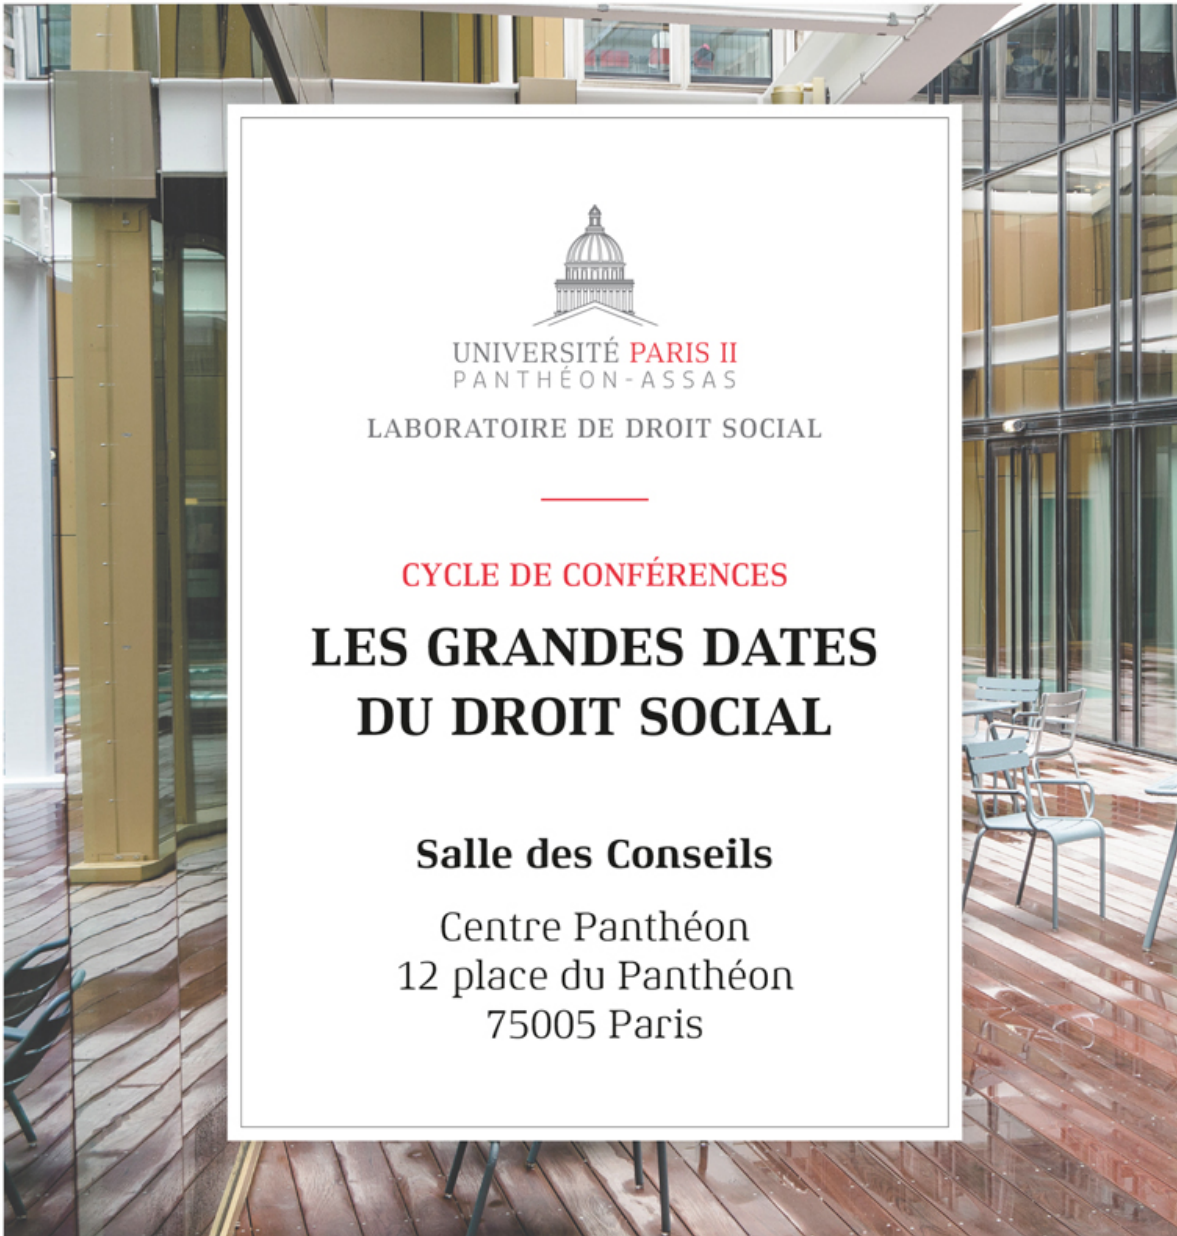 UNIVERSITÉ PARIS II
PANTHÉON-ASSAS
LABORATOIRE DE DROIT SOCIAL
CYCLE DE CONFÉRENCES
LES GRANDES DATES
DU DROIT SOCIAL
Salle des Conseils
Centre Panthéon
12 place du Panthéon
75005 Paris